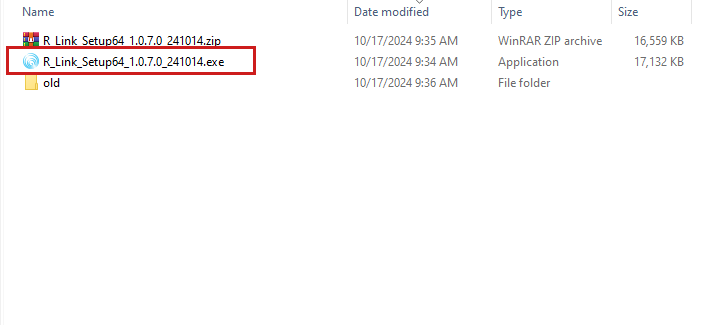 Name Date modified Type Size
R_Link_Setup64_1.0.7.0_241014.zip 10/17/2024 9:35 AM WinRAR ZIP archive 16,559 KB
R_Link_Setup64_1.0.7.0_241014.exe 10/17/2024 9:34 AM Application 17,132 KB
old 10/17/2024 9:36 AM File folder